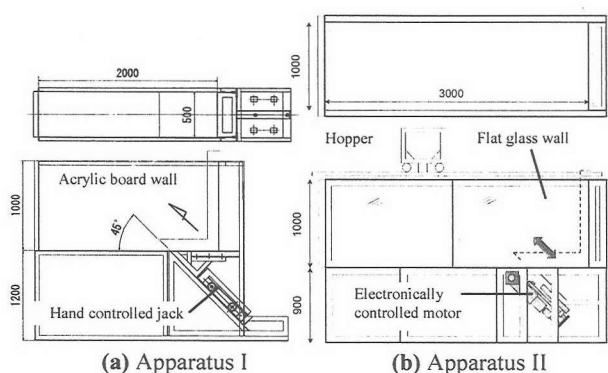 2000
500
Acrylic board wall
1000
45°
1200
Hand controlled jack
(a) Apparatus I
1000
3000
Hopper
Flat glass wall
1000
900
Electronically
controlled motor
(b) Apparatus II